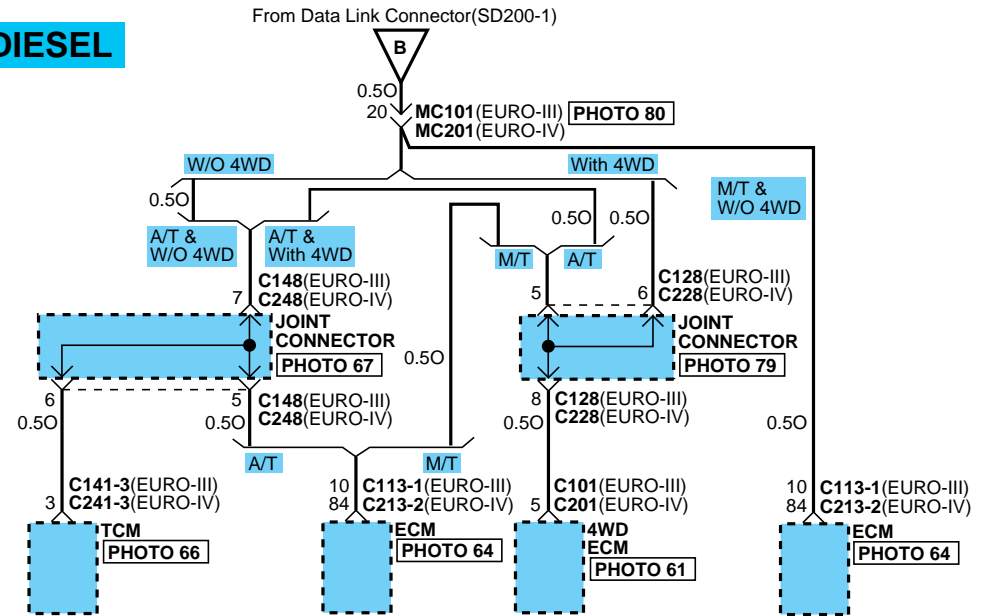 From Data Link Connector(SD200-1)
DIESEL
B
0.5O
20
MC101(EURO-III) PHOTO 80
MC201(EURO-IV)
W/O 4WD
With 4WD
M/T &
W/O 4WD
0.5O
0.5O
0.5O
A/T &
W/O 4WD
A/T &
With 4WD
M/T
A/T
7
C148(EURO-III)
C248(EURO-IV)
5
6
C128(EURO-III)
C228(EURO-IV)
JOINT
CONNECTOR
PHOTO 67
0.5O
JOINT
CONNECTOR
PHOTO 79
6
0.5O
5
0.5O
C148(EURO-III)
C248(EURO-IV)
8
0.5O
C128(EURO-III)
C228(EURO-IV)
0.5O
A/T
M/T
3
C141-3(EURO-III)
C241-3(EURO-IV)
10
84
C113-1(EURO-III)
C213-2(EURO-IV)
5
C101(EURO-III)
C201(EURO-IV)
10
84
C113-1(EURO-III)
C213-2(EURO-IV)
TCM
PHOTO 66
ECM
PHOTO 64
4WD
ECM
PHOTO 61
ECM
PHOTO 64